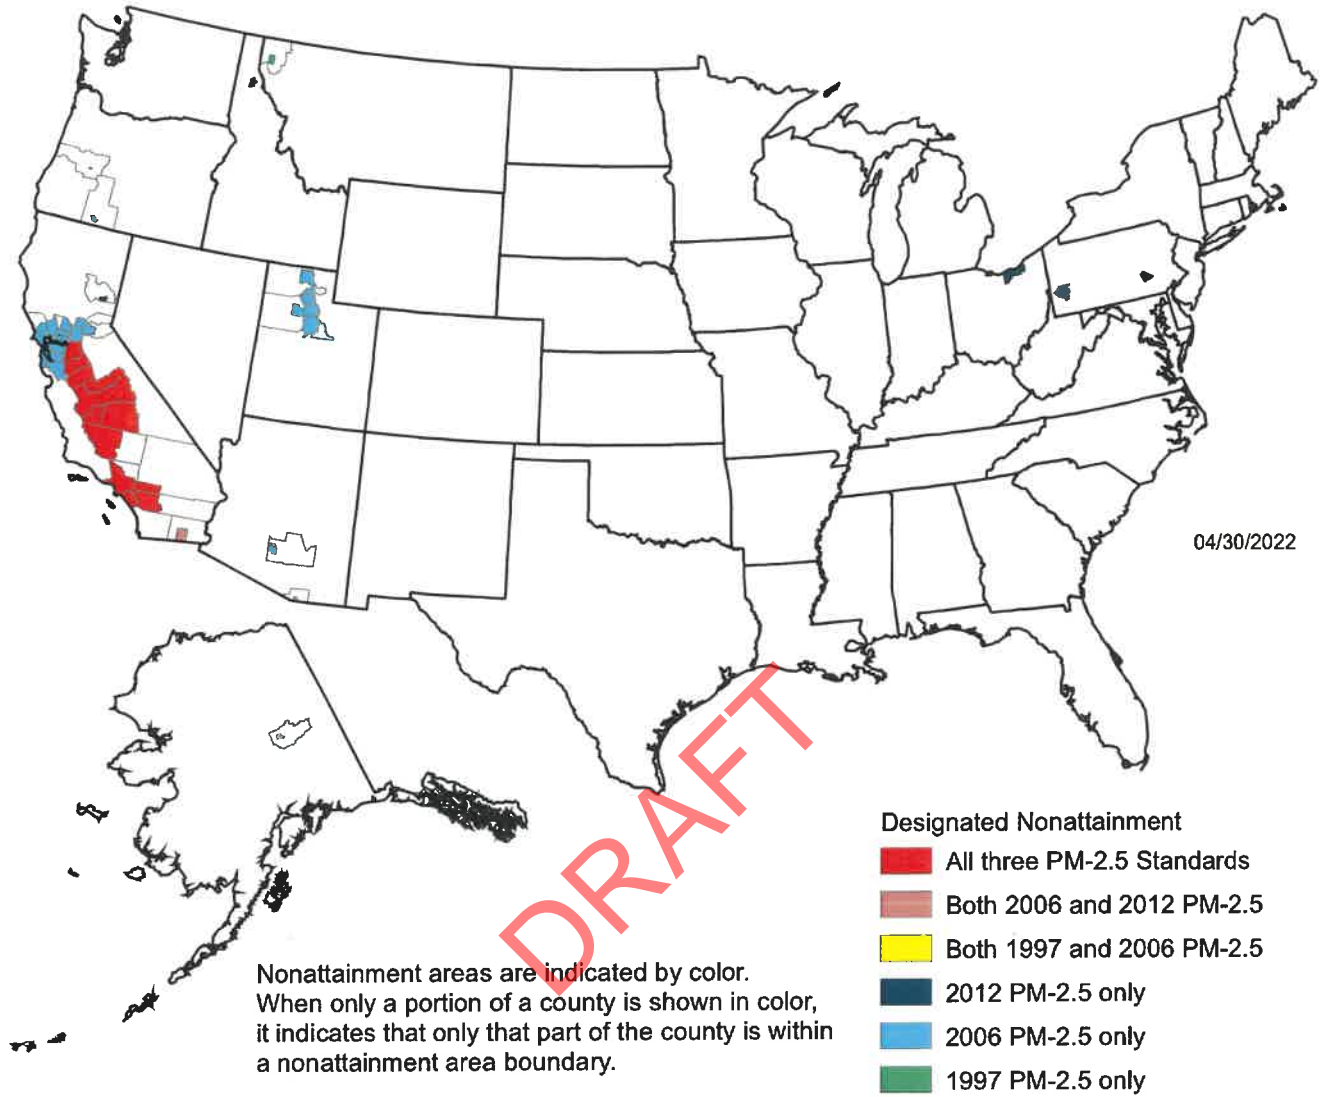 04/30/2022
DRAFT
Designated Nonattainment
All three PM-2.5 Standards
Both 2006 and 2012 PM-2.5
Both 1997 and 2006 PM-2.5
2012 PM-2.5 only
2006 PM-2.5 only
1997 PM-2.5 only
Nonattainment areas are indicated by color.
When only a portion of a county is shown in color,
it indicates that only that part of the county is within
a nonattainment area boundary.